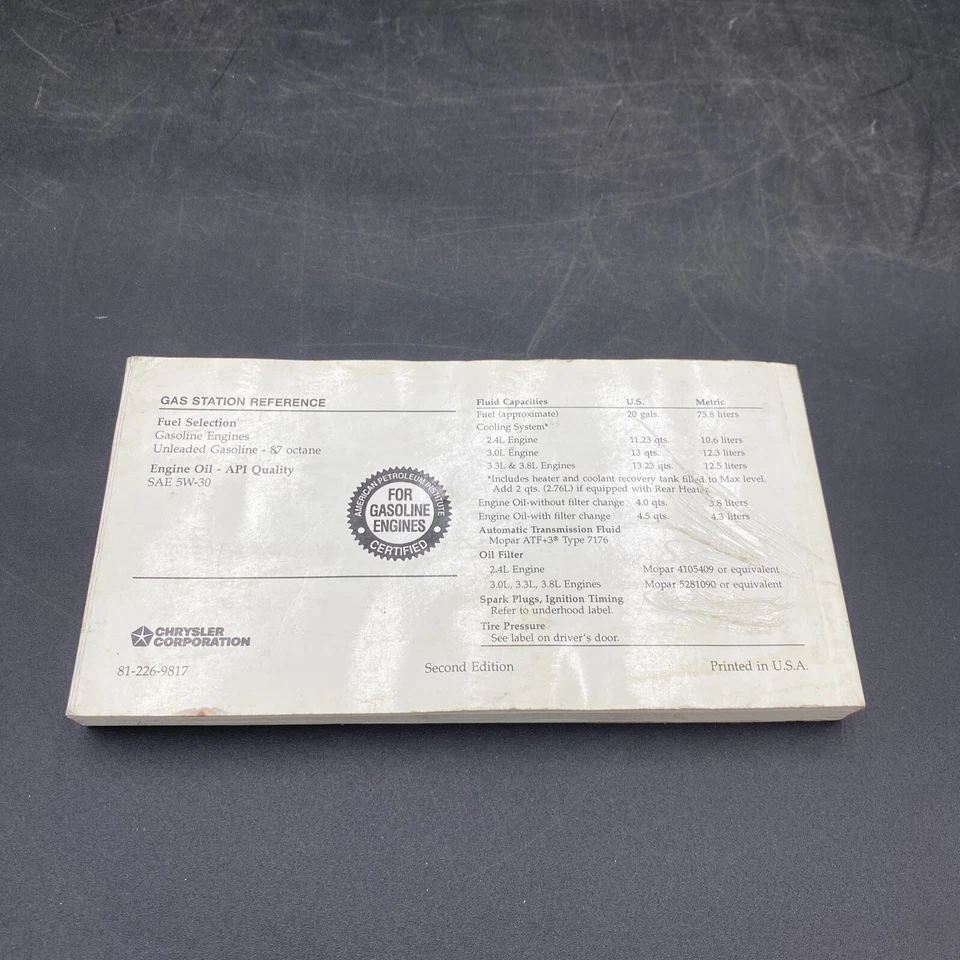 GAS STATION REFERENCE
Fuel Selection
Gasoline Engines
Unleaded Gasoline - 87 octane
Engine Oil - API Quality
SAE 5W-30
AMERICAN PETROLEUM INSTITUTE
FOR
GASOLINE
ENGINES
CERTIFIED
CHRYSLER
CORPORATION
81-226-9817
Fluid Capacities U.S. Metric
Fuel (approximate) 20 gals. 75.8 liters
Cooling System*
2.4L Engine 11.23 qts. 10.6 liters
3.0L Engine 13 qts. 12.3 liters
3.3L & 3.8L Engines 13.23 qts. 12.5 liters
*Includes heater and coolant recovery tank filled to Max level.
Add 2 qts. (2.76L) if equipped with Rear Heater.
Engine Oil-without filter change 4.0 qts. 3.8 liters
Engine Oil-with filter change 4.5 qts. 4.3 liters
Automatic Transmission Fluid
Mopar ATF+3® Type 7176
Oil Filter
2.4L Engine Mopar 4105409 or equivalent
3.0L, 3.3L, 3.8L Engines Mopar 5281090 or equivalent
Spark Plugs, Ignition Timing
Refer to underhood label.
Tire Pressure
See label on driver's door.
Second Edition
Printed in U.S.A.